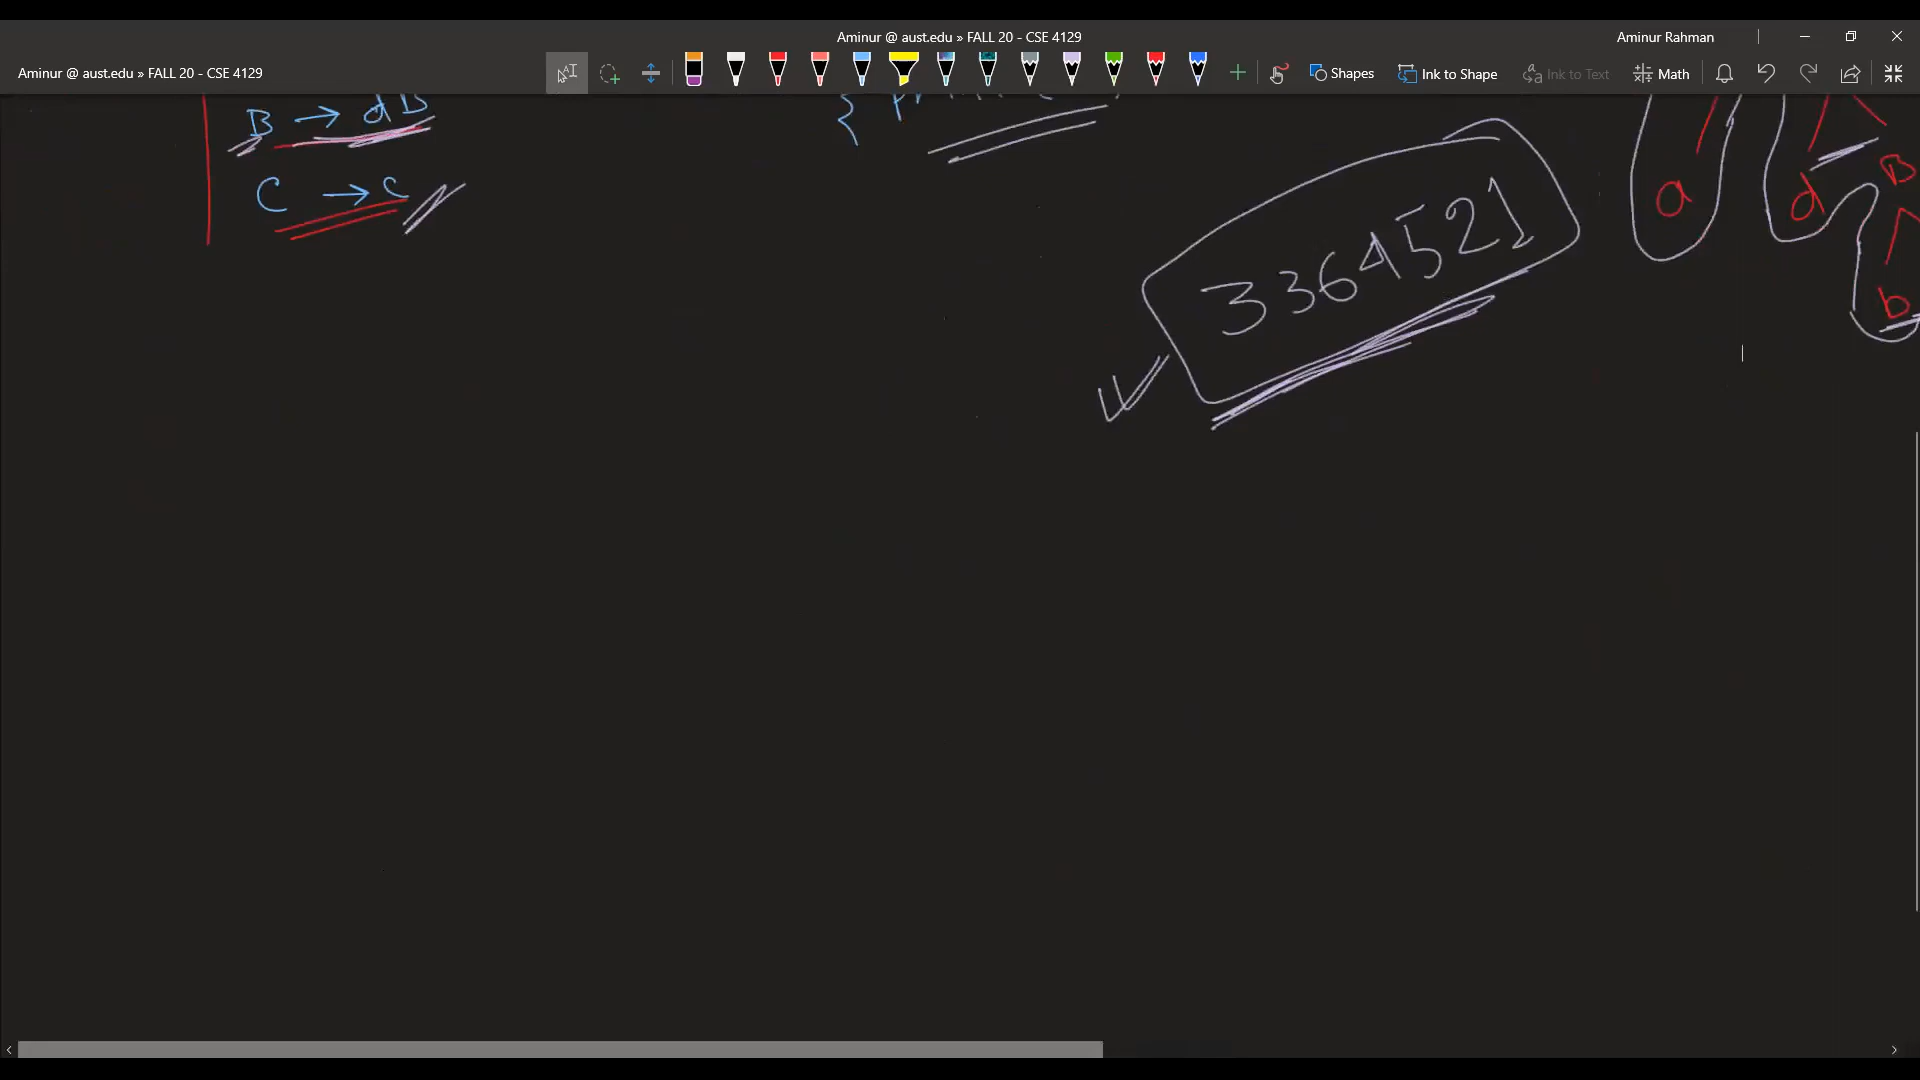 Aminur @ aust.edu » FALL 20 - CSE 4129
Aminur Rahman
Aminur @ aust.edu » FALL 20 - CSE 4129
Shapes
Ink to Shape
Ink to Text
Math
B → dB
C → c
3364521
a
d
B
b